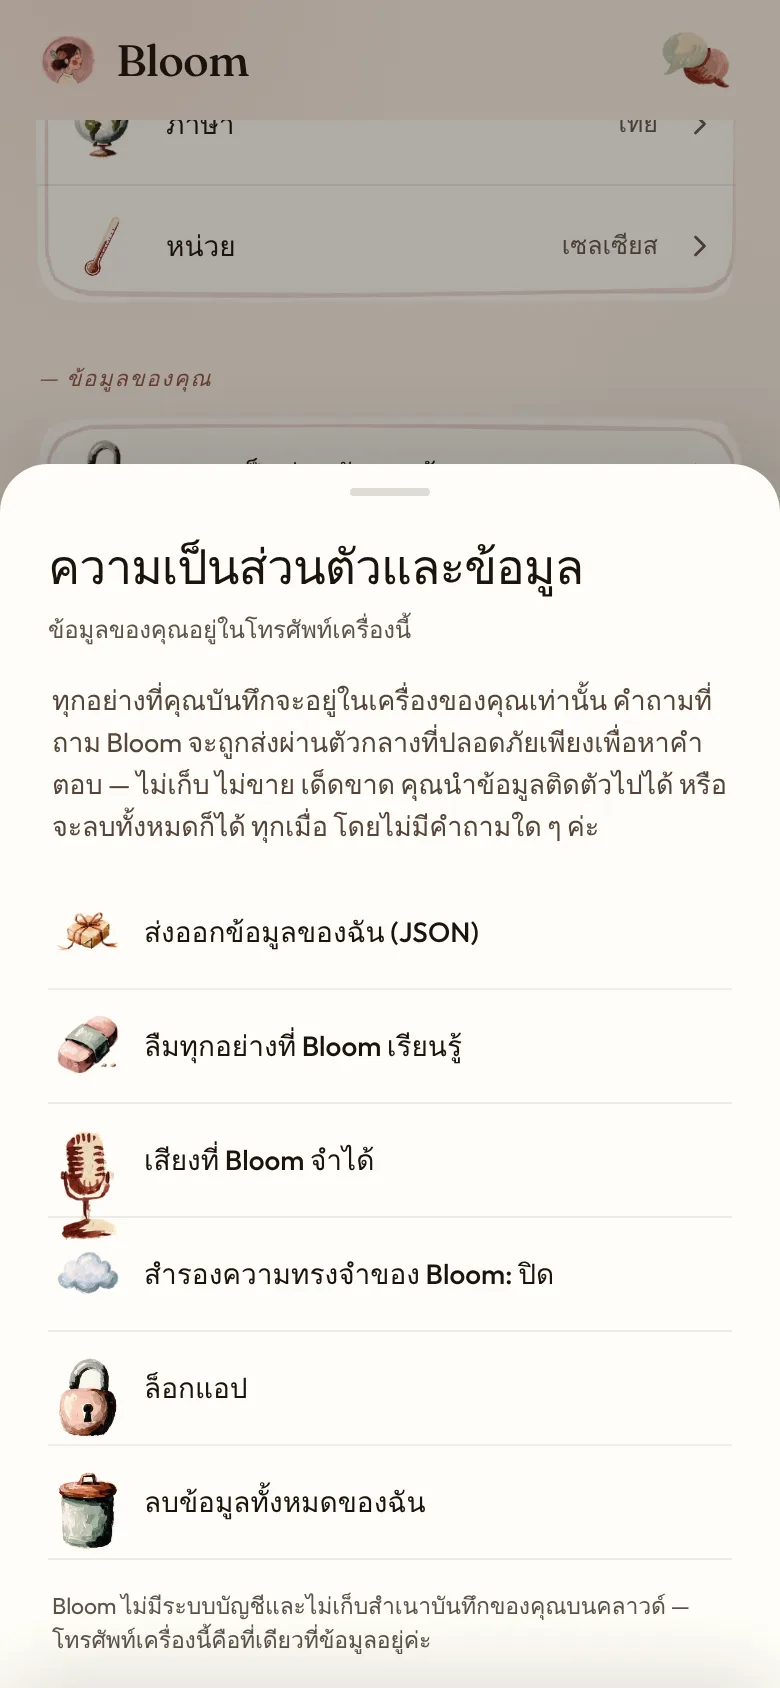 Bloom
ภาษา
ไทย
หน่วย
เซลเซียส
— ข้อมูลของคุณ
ความเป็นส่วนตัวและข้อมูล
ข้อมูลของคุณอยู่ในโทรศัพท์เครื่องนี้
ทุกอย่างที่คุณบันทึกจะอยู่ในเครื่องของคุณเท่านั้น คำถามที่
ถาม Bloom จะถูกส่งผ่านตัวกลางที่ปลอดภัยเพียงเพื่อหาคำ
ตอบ — ไม่เก็บ ไม่ขาย เด็ดขาด คุณนำข้อมูลติดตัวไปได้ หรือ
จะลบทั้งหมดก็ได้ ทุกเมื่อ โดยไม่มีคำถามใด ๆ ค่ะ
ส่งออกข้อมูลของฉัน (JSON)
ลืมทุกอย่างที่ Bloom เรียนรู้
เสียงที่ Bloom จำได้
สำรองความทรงจำของ Bloom: ปิด
ล็อกแอป
ลบข้อมูลทั้งหมดของฉัน
Bloom ไม่มีระบบบัญชีและไม่เก็บสำเนาบันทึกของคุณบนคลาวด์ —
โทรศัพท์เครื่องนี้คือที่เดียวที่ข้อมูลอยู่ค่ะ